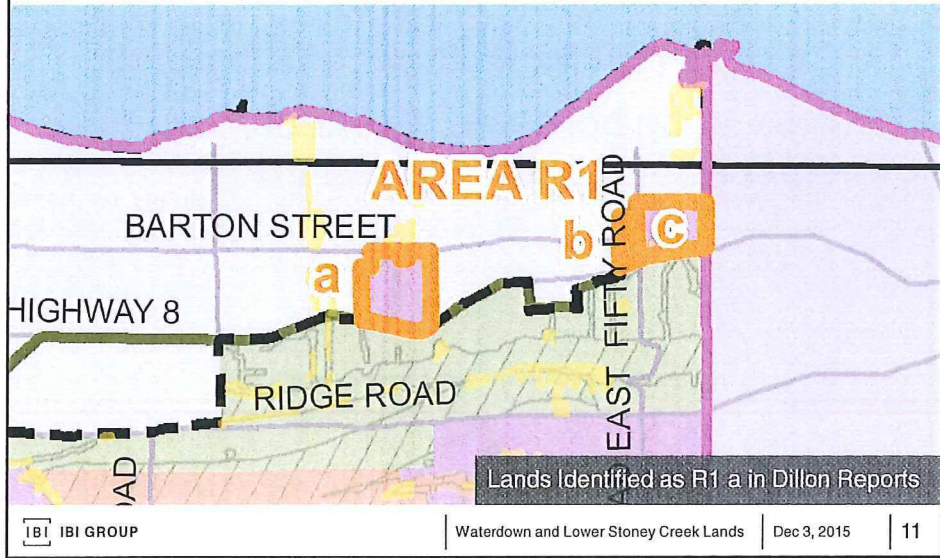 AREA R1
BARTON STREET
a
b
C
EAST FIFTY ROAD
HIGHWAY 8
RIDGE ROAD
Lands Identified as R1 a in Dillon Reports
IBI IBI GROUP
Waterdown and Lower Stoney Creek Lands
Dec 3, 2015
11